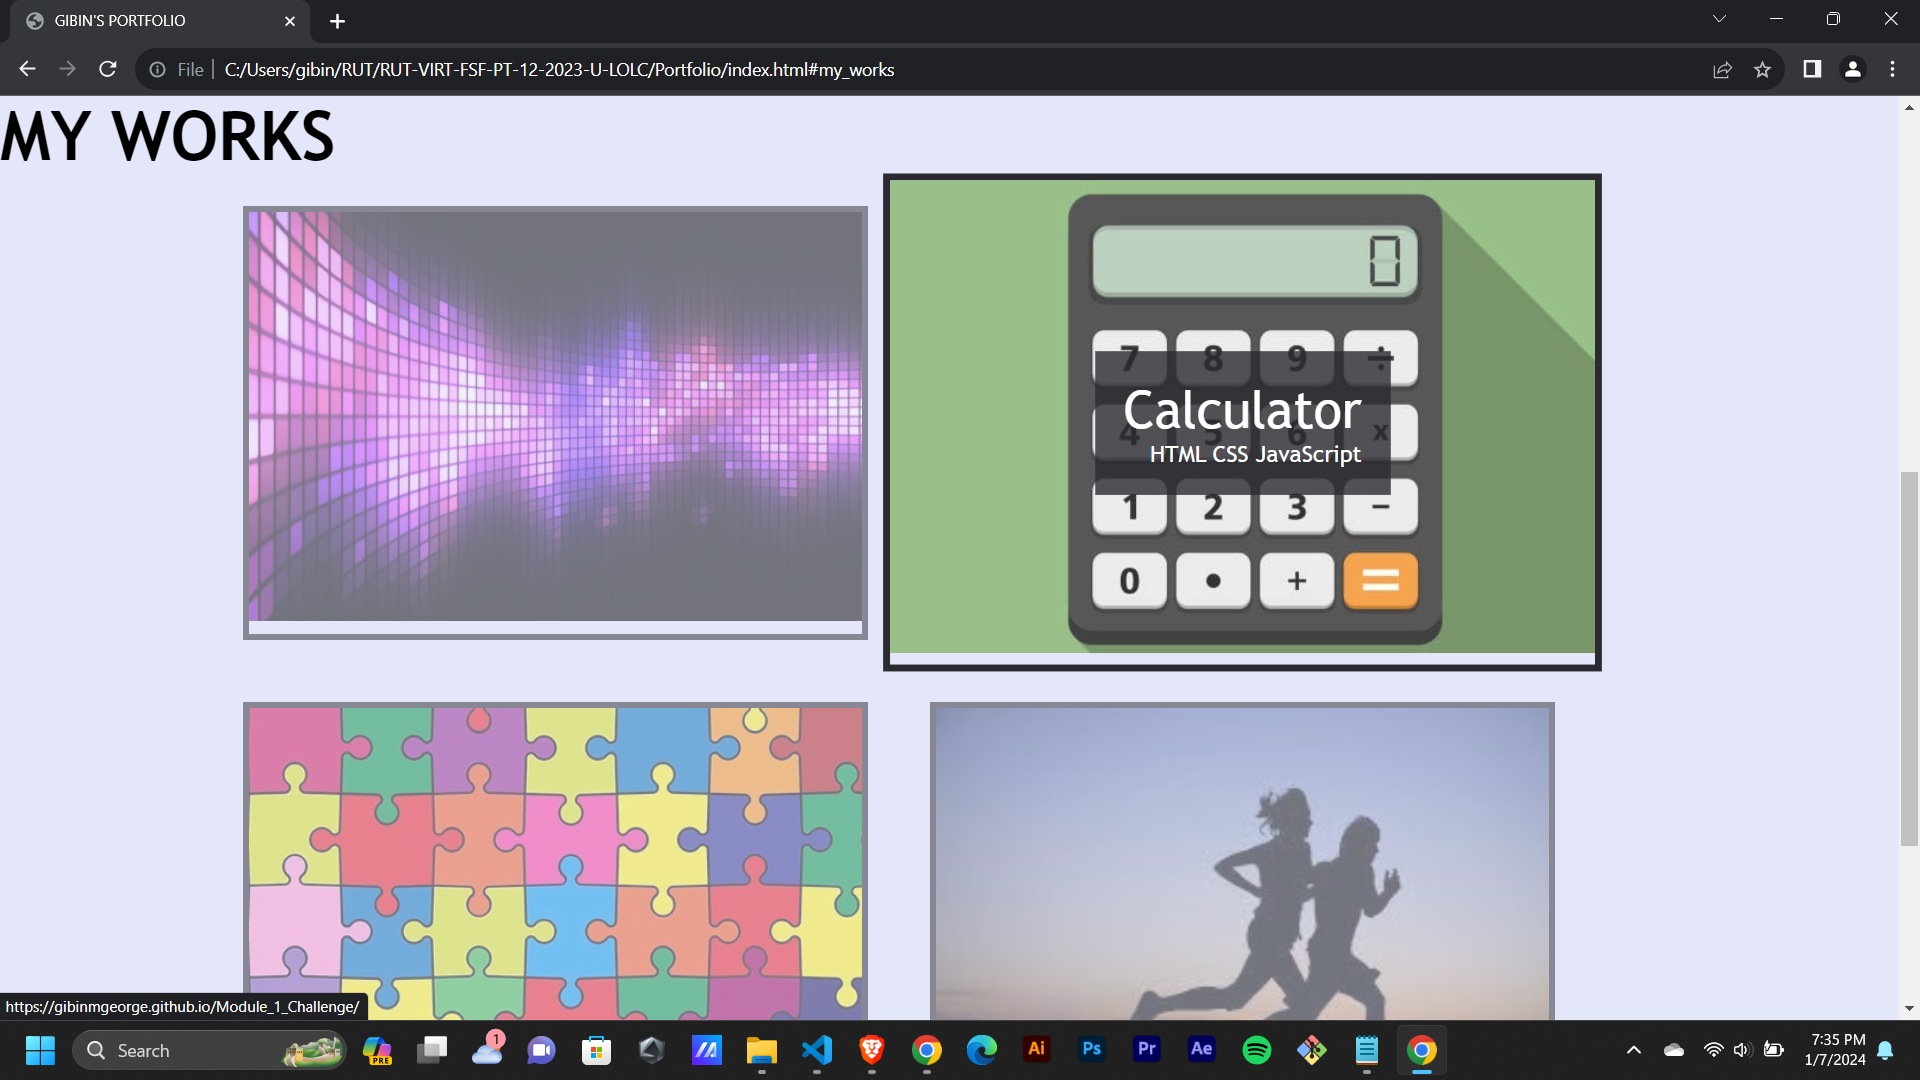 GIBIN'S PORTFOLIO
File
C:/Users/gibin/RUT/RUT-VIRT-FSF-PT-12-2023-U-LOLC/Portfolio/index.html#my_works
MY WORKS
0
7 8 9 ÷
Calculator
4 5 6 x
HTML CSS JavaScript
1 2 3 −
0 • + =
https://gibinmgeorge.github.io/Module_1_Challenge/
Search
PRE
1
Ai
Ps
Pr
Ae
7:35 PM
1/7/2024